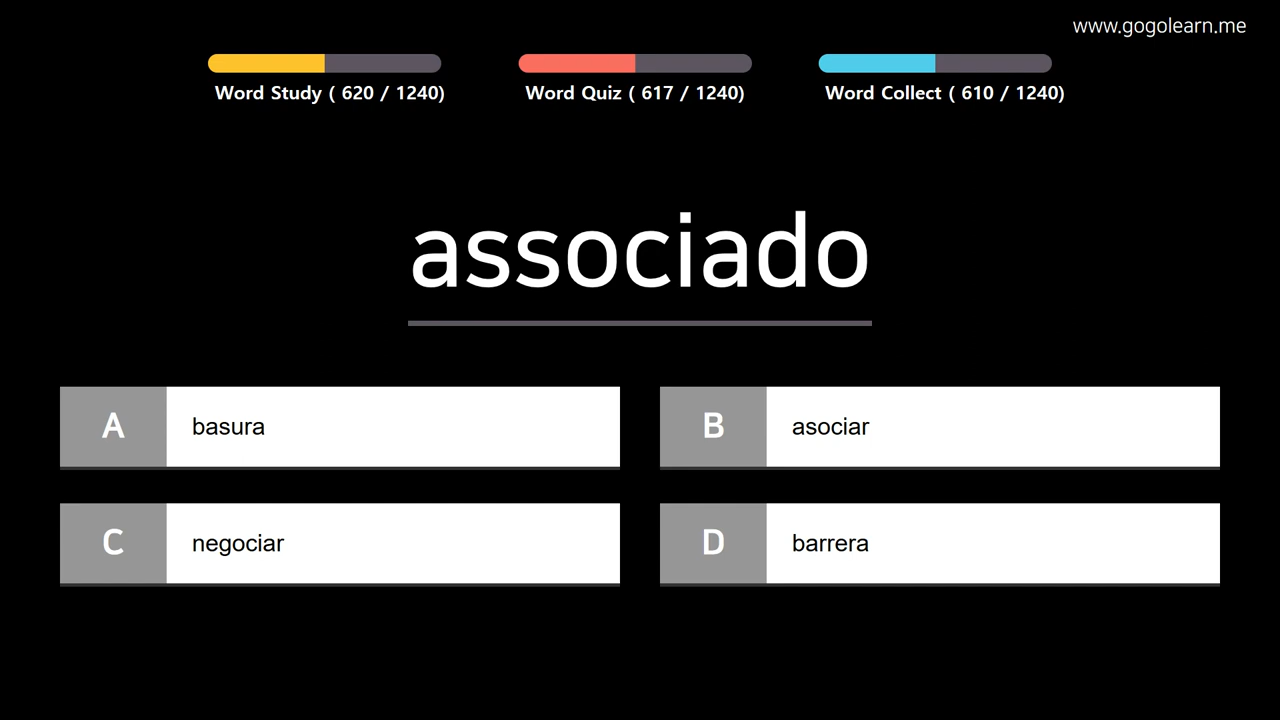 www.gogolearn.me
Word Study ( 620 / 1240)
Word Quiz ( 617 / 1240)
Word Collect ( 610 / 1240)
associado
A basura
B asociar
C negociar
D barrera